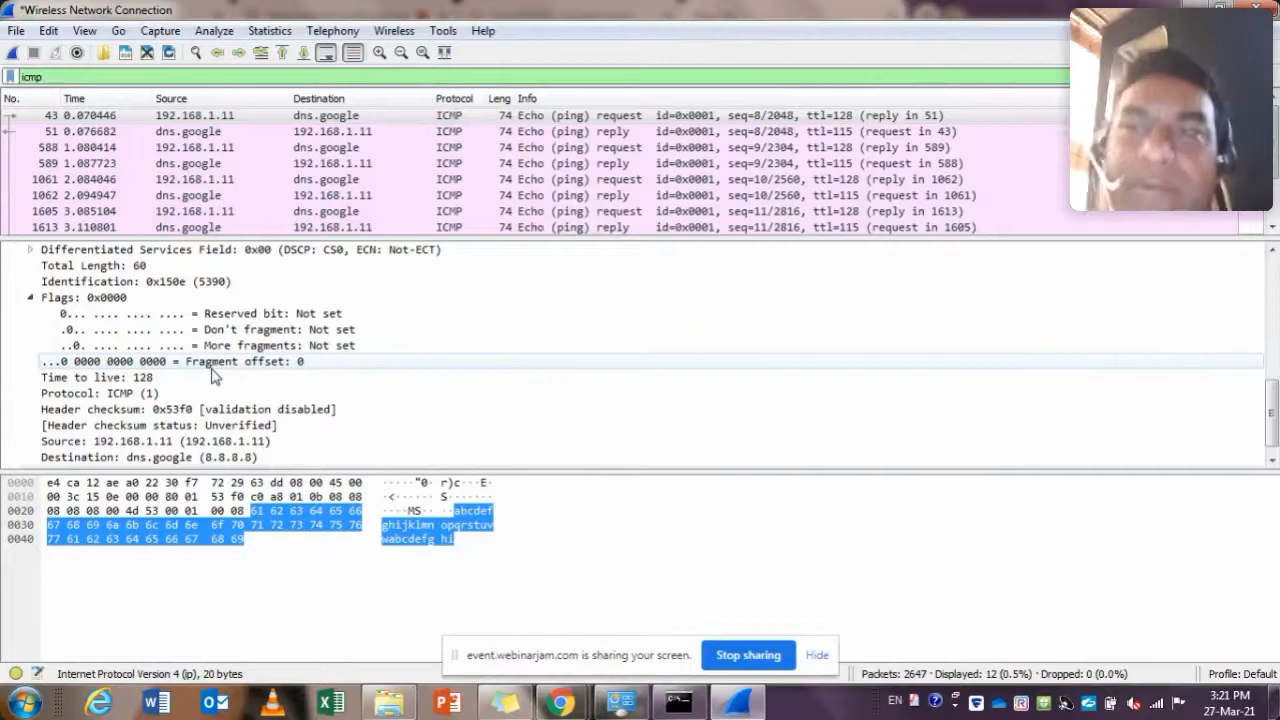 *Wireless Network Connection
File Edit View Go Capture Analyze Statistics Telephony Wireless Tools Help
icmp
No. Time Source Destination Protocol Leng Info
43 0.070446 192.168.1.11 dns.google ICMP 74 Echo (ping) request id=0x0001, seq=8/2048, ttl=128 (reply in 51)
51 0.076682 dns.google 192.168.1.11 ICMP 74 Echo (ping) reply id=0x0001, seq=8/2048, ttl=115 (request in 43)
588 1.080414 192.168.1.11 dns.google ICMP 74 Echo (ping) request id=0x0001, seq=9/2304, ttl=128 (reply in 589)
589 1.087723 dns.google 192.168.1.11 ICMP 74 Echo (ping) reply id=0x0001, seq=9/2304, ttl=115 (request in 588)
1061 2.084046 192.168.1.11 dns.google ICMP 74 Echo (ping) request id=0x0001, seq=10/2560, ttl=128 (reply in 1062)
1062 2.094947 dns.google 192.168.1.11 ICMP 74 Echo (ping) reply id=0x0001, seq=10/2560, ttl=115 (request in 1061)
1605 3.085104 192.168.1.11 dns.google ICMP 74 Echo (ping) request id=0x0001, seq=11/2816, ttl=128 (reply in 1613)
1613 3.110801 dns.google 192.168.1.11 ICMP 74 Echo (ping) reply id=0x0001, seq=11/2816, ttl=115 (request in 1605)
Differentiated Services Field: 0x00 (DSCP: CS0, ECN: Not-ECT)
Total Length: 60
Identification: 0x150e (5390)
Flags: 0x0000
0... .... .... .... = Reserved bit: Not set
.0.. .... .... .... = Don't fragment: Not set
..0. .... .... .... = More fragments: Not set
...0 0000 0000 0000 = Fragment offset: 0
Time to live: 128
Protocol: ICMP (1)
Header checksum: 0x53f0 [validation disabled]
[Header checksum status: Unverified]
Source: 192.168.1.11 (192.168.1.11)
Destination: dns.google (8.8.8.8)
0000 e4 ca 12 ae a0 22 30 f7 72 29 63 dd 08 00 45 00 ·····"0· r)c···E·
0010 00 3c 15 0e 00 00 80 01 53 f0 c0 a8 01 0b 08 08 ·<······ S·······
0020 08 08 08 00 4d 53 00 01 00 08 61 62 63 64 65 66 ····MS·· ··abcdef
0030 67 68 69 6a 6b 6c 6d 6e 6f 70 71 72 73 74 75 76 ghijklmn opqrstuv
0040 77 61 62 63 64 65 66 67 68 69 wabcdefg hi
event.webinarjam.com is sharing your screen. Stop sharing Hide
Internet Protocol Version 4 (ip), 20 bytes Packets: 2647 · Displayed: 12 (0.5%) · Dropped: 0 (0.0%) Profile: Default
EN 3:21 PM
27-Mar-21